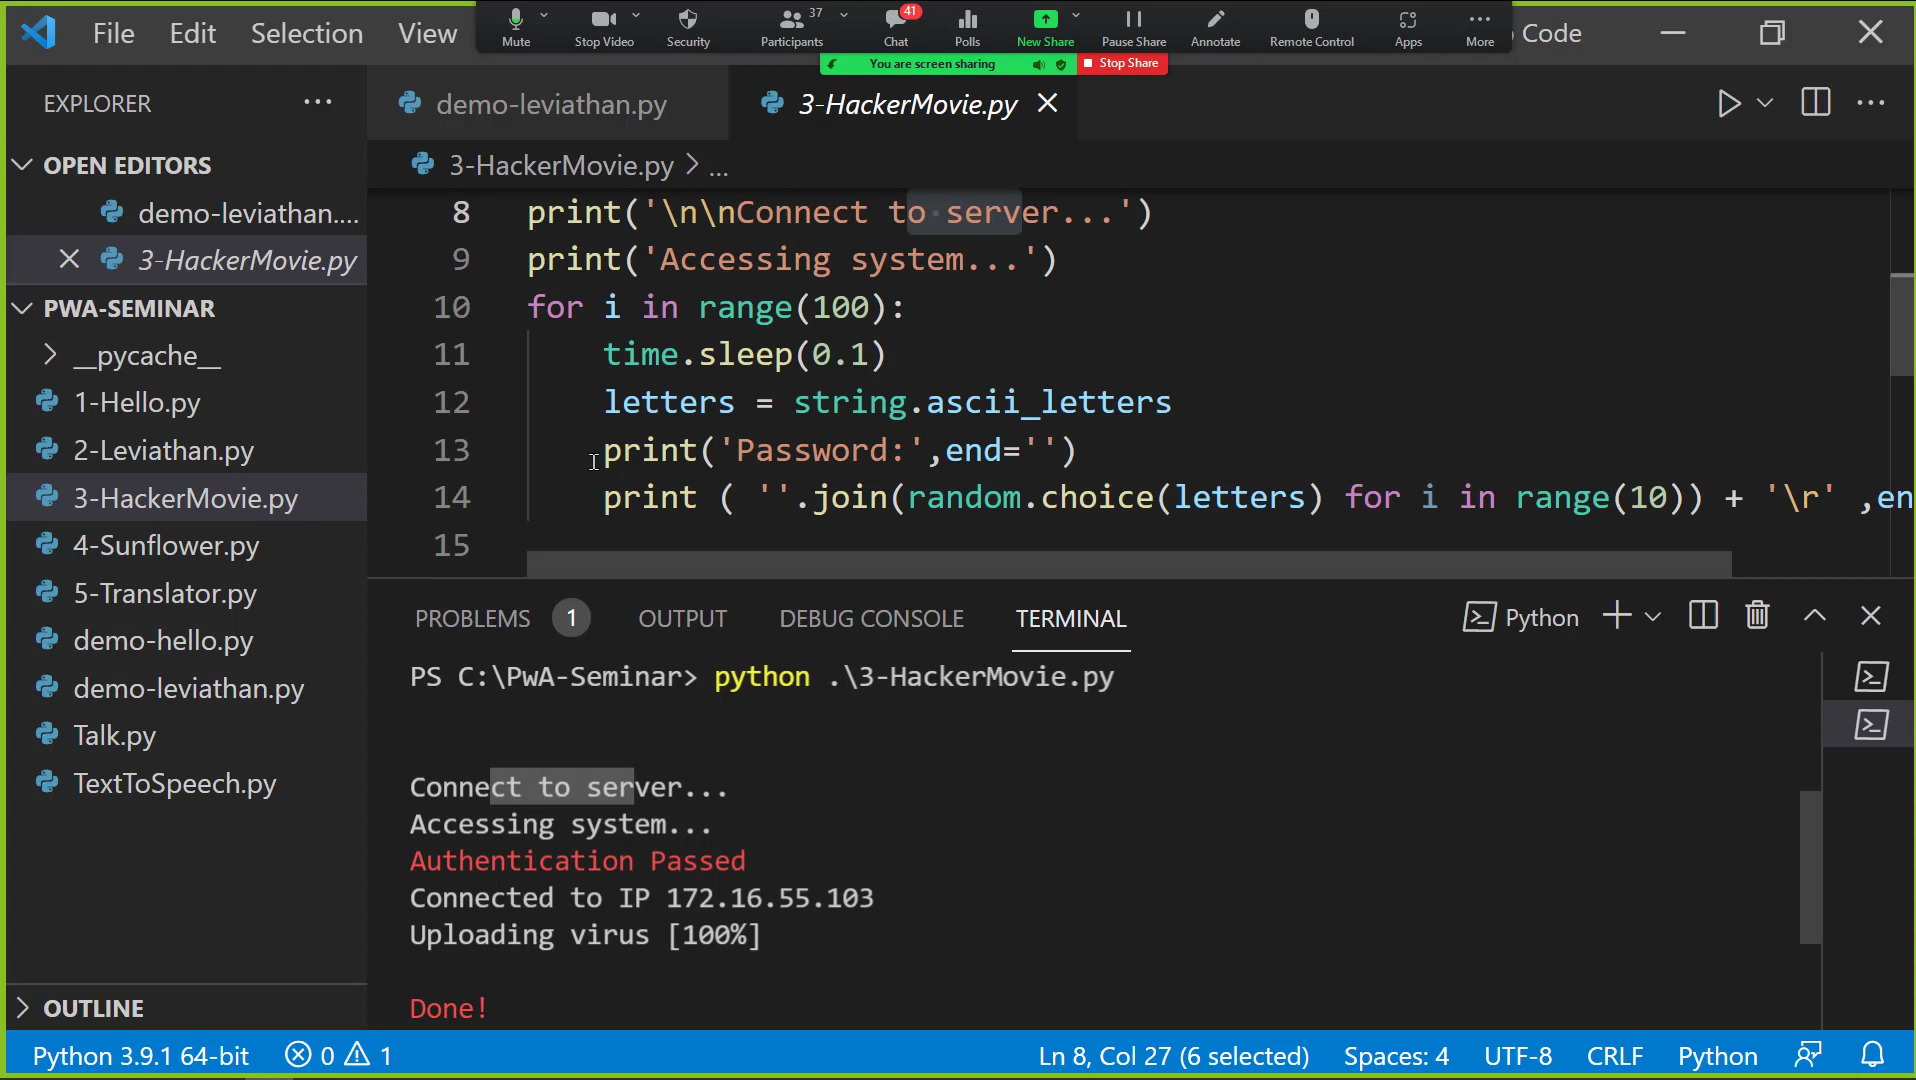 File Edit Selection View
Mute Stop Video Security Participants 37 Chat 41 Polls New Share Pause Share Annotate Remote Control Apps More
Code
You are screen sharing Stop Share
EXPLORER
demo-leviathan.py 3-HackerMovie.py
OPEN EDITORS
3-HackerMovie.py > ...
demo-leviathan....
3-HackerMovie.py
PWA-SEMINAR
__pycache__
1-Hello.py
2-Leviathan.py
3-HackerMovie.py
4-Sunflower.py
5-Translator.py
demo-hello.py
demo-leviathan.py
Talk.py
TextToSpeech.py
OUTLINE
8 print('\n\nConnect to server...')
9 print('Accessing system...')
10 for i in range(100):
11 time.sleep(0.1)
12 letters = string.ascii_letters
13 print('Password:',end='')
14 print ( ''.join(random.choice(letters) for i in range(10)) + '\r' ,en
15
PROBLEMS 1 OUTPUT DEBUG CONSOLE TERMINAL Python
PS C:\PwA-Seminar> python .\3-HackerMovie.py
Connect to server...
Accessing system...
Authentication Passed
Connected to IP 172.16.55.103
Uploading virus [100%]
Done!
Python 3.9.1 64-bit 0 1 Ln 8, Col 27 (6 selected) Spaces: 4 UTF-8 CRLF Python